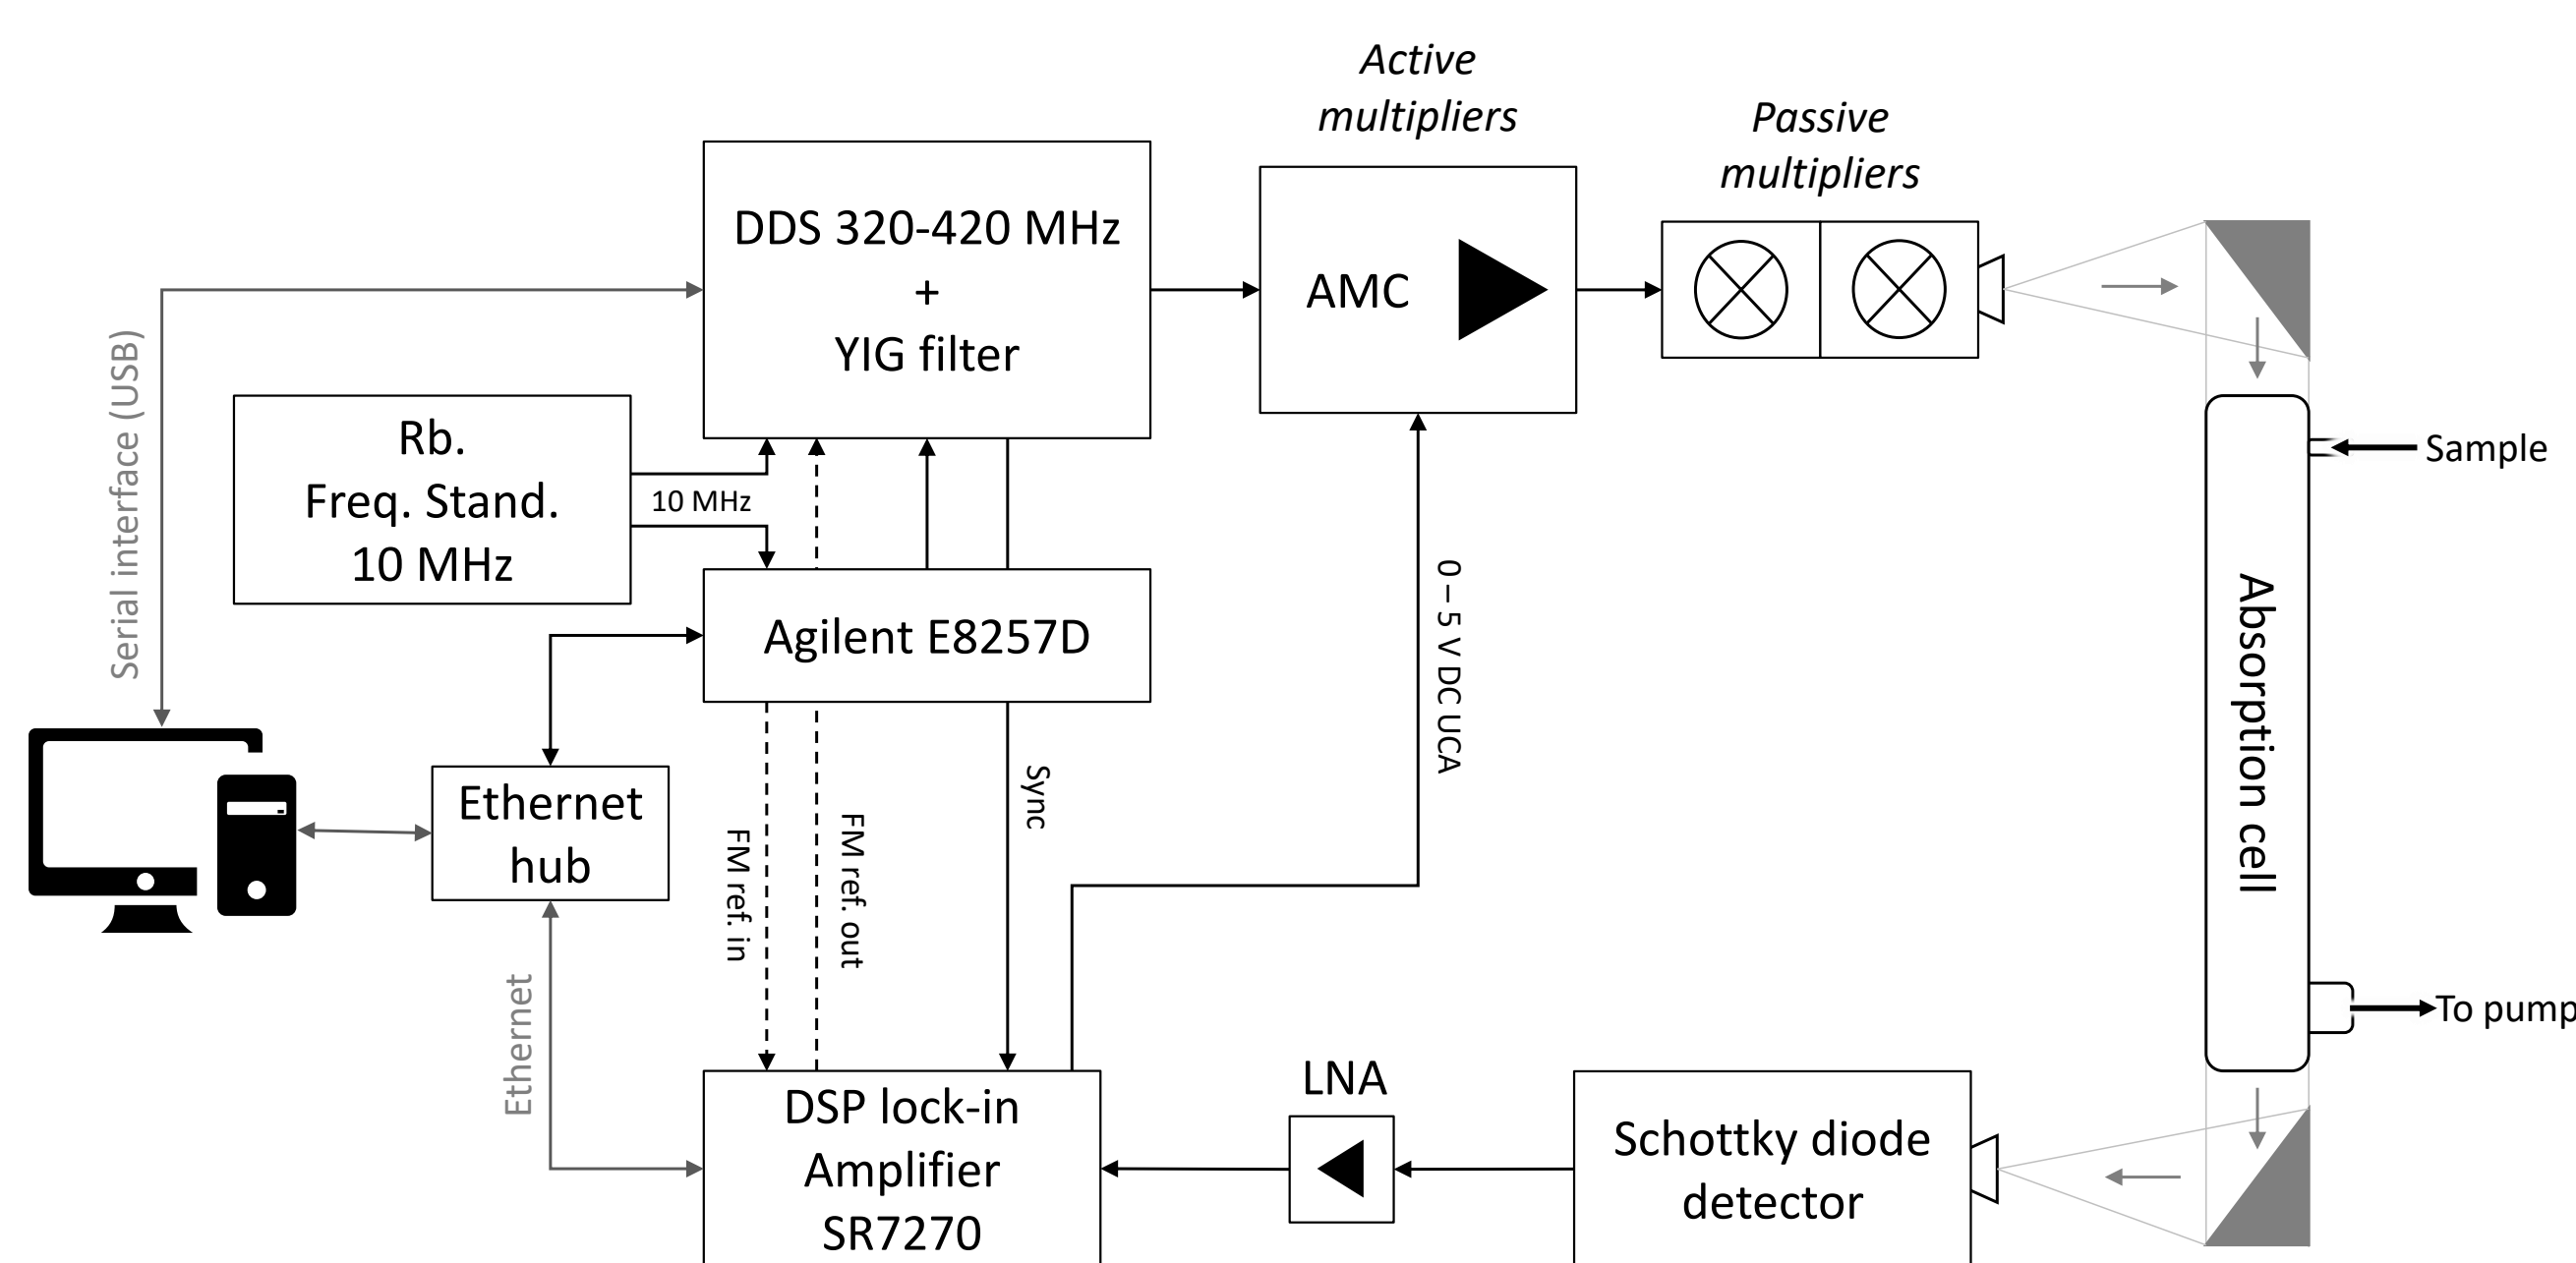 Active
multipliers
Passive
multipliers
DDS 320-420 MHz
+
YIG filter
AMC
Serial interface (USB)
Rb.
Freq. Stand.
10 MHz
10 MHz
Sample
Agilent E8257D
0 – 5 V DC UCA
Absorption cell
Ethernet
hub
Sync
FM ref. in
FM ref. out
Ethernet
To pump
LNA
DSP lock-in
Amplifier
SR7270
Schottky diode
detector